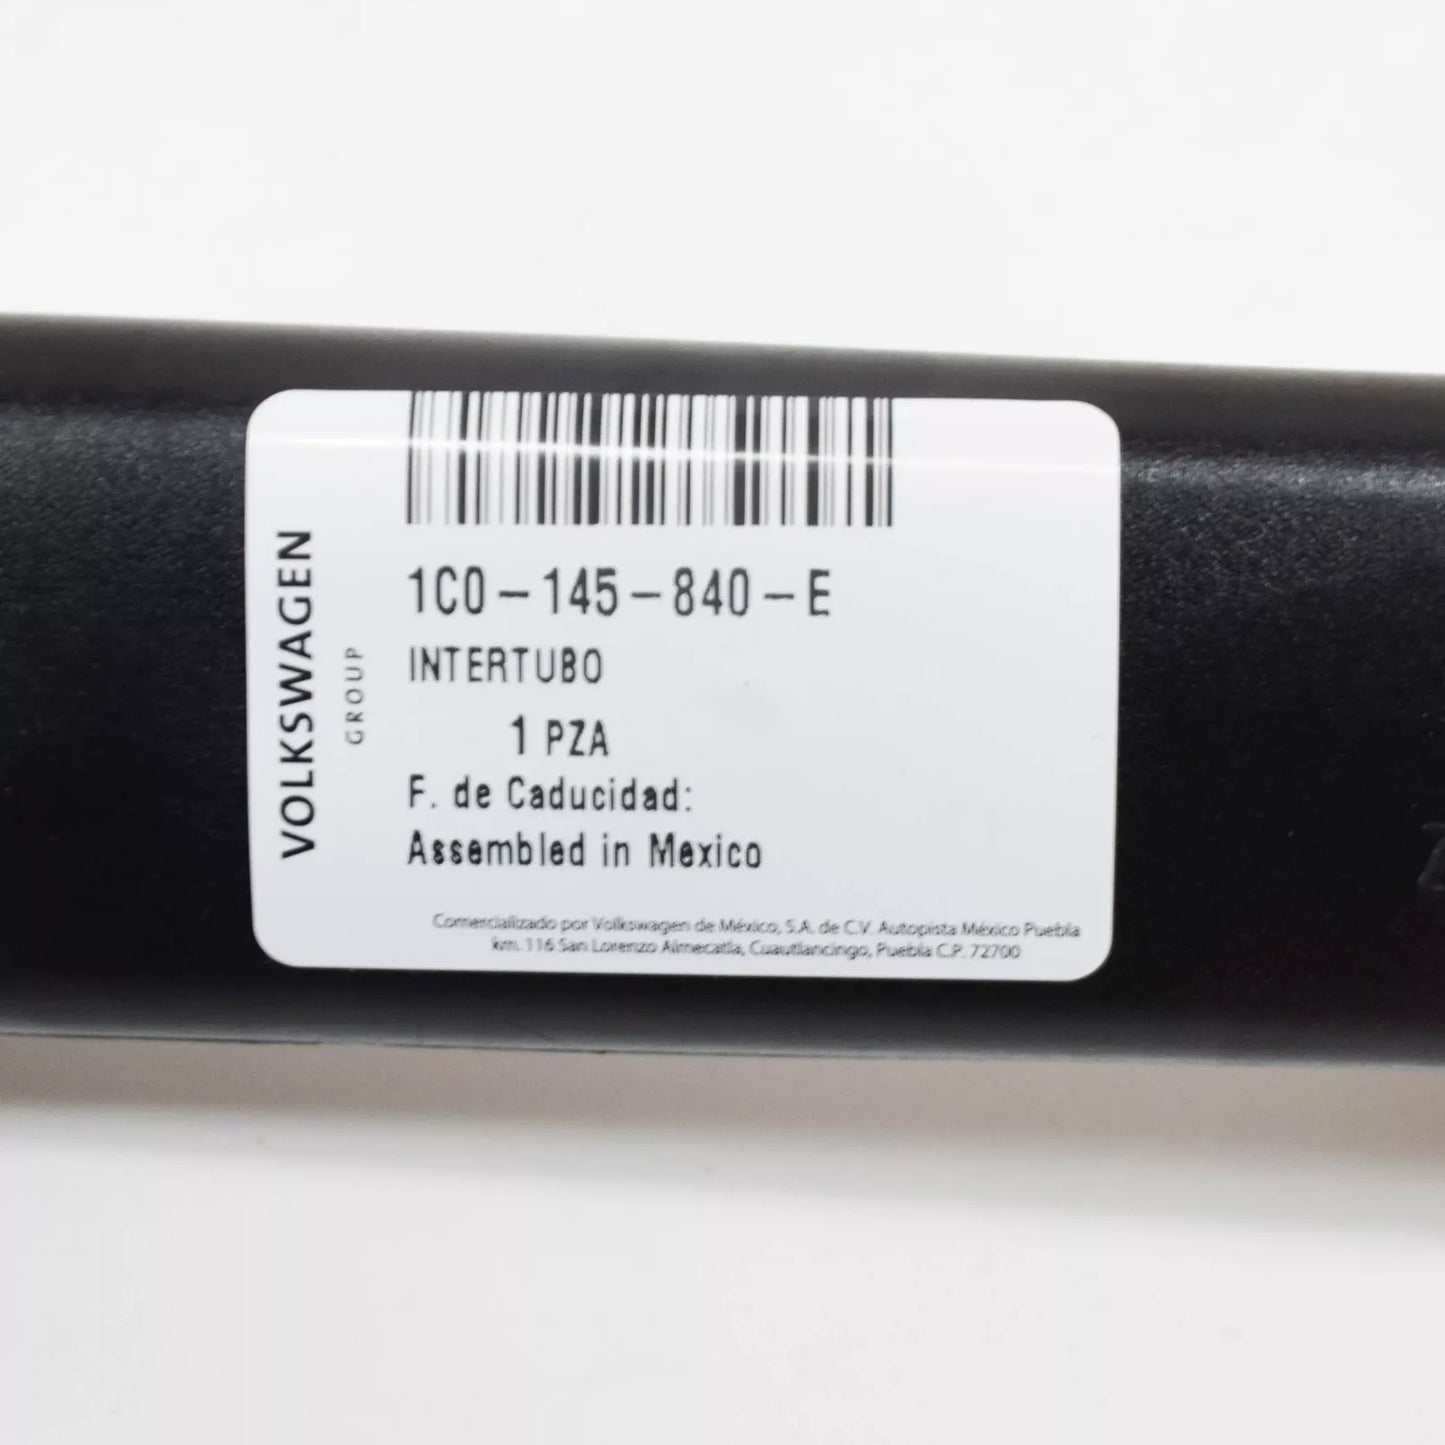 VOLKSWAGEN
GROUP
1C0-145-840-E
INTERTUBO
1 PZA
F. de Caducidad:
Assembled in Mexico
Comercializado por Volkswagen de México, S.A. de C.V. Autopista México Puebla
km. 116 San Lorenzo Almecatla, Cuautlancingo, Puebla C.P. 72700